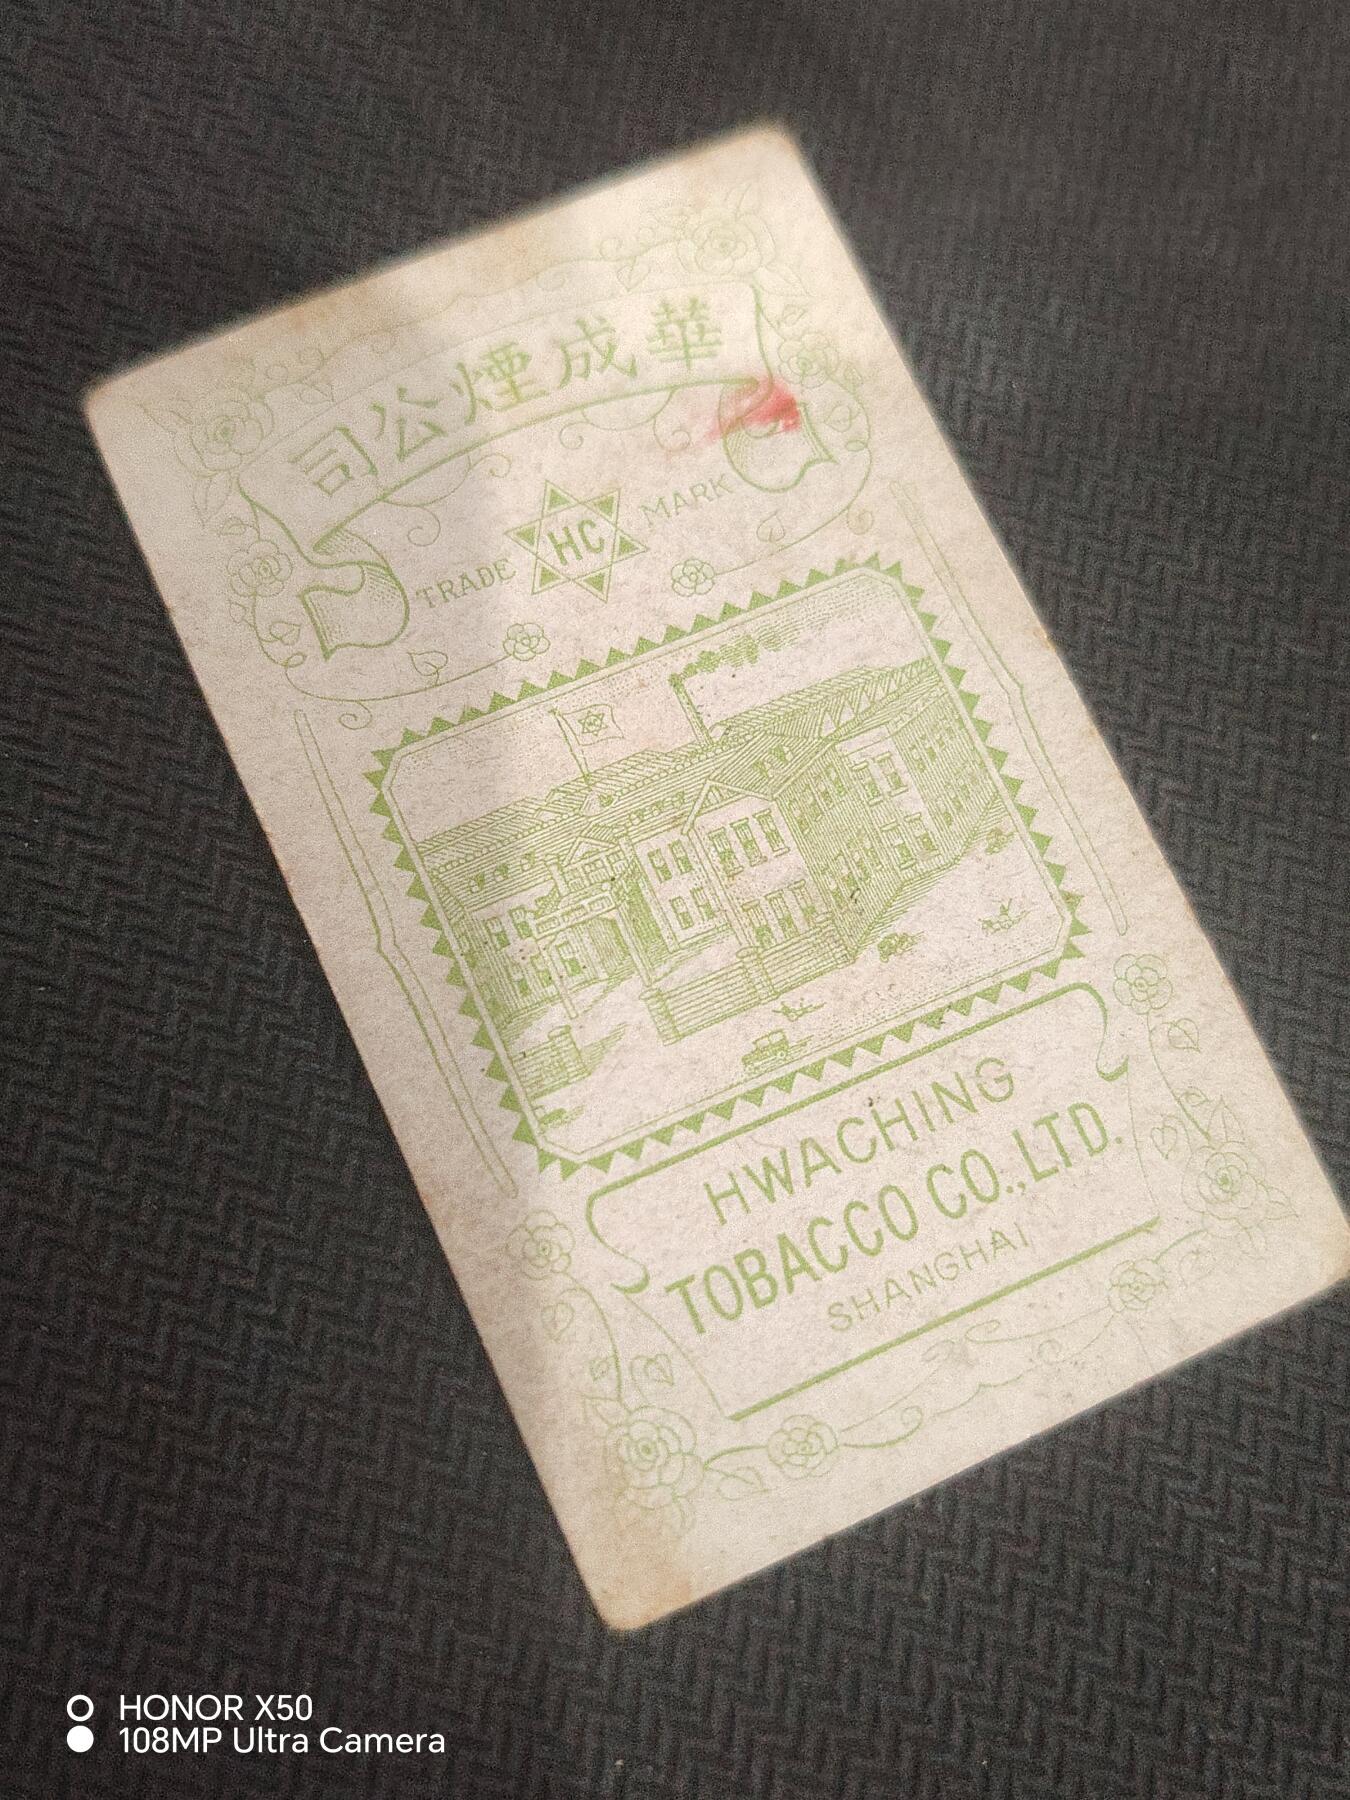 司公煙成華
TRADE HC MARK
HWACHING
TOBACCO CO., LTD.
SHANGHAI
HONOR X50
108MP Ultra Camera